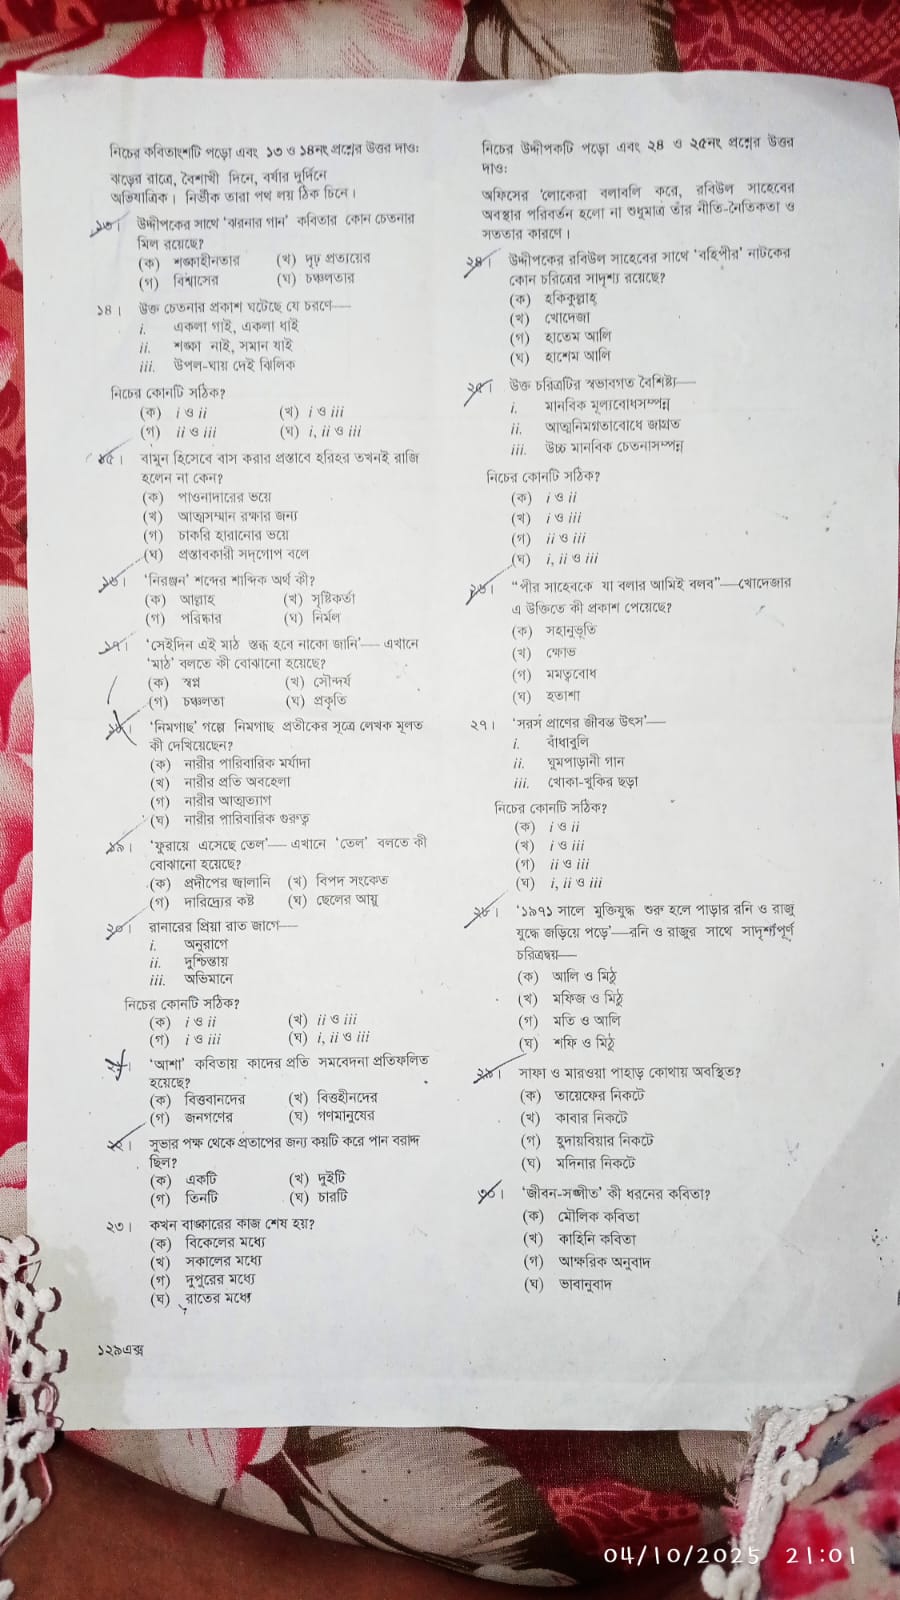 নিচের কবিতাংশটি পড়ো এবং ১৩ ও ১৪নং প্রশ্নের উত্তর দাও:
ঝড়ের রাত্রে, বৈশাখী দিনে, বর্ষার দুর্দিনে
অভিযাত্রিক। নির্ভীক তারা পথ লয় ঠিক চিনে।
১৩। উদ্দীপকের সাথে 'ঝরনার গান' কবিতার কোন চেতনার
মিল রয়েছে?
(ক) শঙ্কাহীনতার (খ) দৃঢ় প্রত্যয়ের
(গ) বিশ্বাসের (ঘ) চঞ্চলতার
১৪। উক্ত চেতনার প্রকাশ ঘটেছে যে চরণে—
i. একলা গাই, একলা ধাই
ii. শঙ্কা নাই, সমান যাই
iii. উপল-ঘায় দেই ঝিলিক
নিচের কোনটি সঠিক?
(ক) i ও ii (খ) i ও iii
(গ) ii ও iii (ঘ) i, ii ও iii
১৫। বামুন হিসেবে বাস করার প্রস্তাবে হরিহর তখনই রাজি
হলেন না কেন?
(ক) পাওনাদারের ভয়ে
(খ) আত্মসম্মান রক্ষার জন্য
(গ) চাকরি হারানোর ভয়ে
(ঘ) প্রস্তাবকারী সদ্‌গোপ বলে
১৬। 'নিরঞ্জন' শব্দের শাব্দিক অর্থ কী?
(ক) আল্লাহ (খ) সৃষ্টিকর্তা
(গ) পরিষ্কার (ঘ) নির্মল
১৭। 'সেইদিন এই মাঠ স্তব্ধ হবে নাকো জানি'— এখানে
'মাঠ' বলতে কী বোঝানো হয়েছে?
(ক) স্বপ্ন (খ) সৌন্দর্য
(গ) চঞ্চলতা (ঘ) প্রকৃতি
১৮। 'নিমগাছ' গল্পে নিমগাছ প্রতীকের সূত্রে লেখক মূলত
কী দেখিয়েছেন?
(ক) নারীর পারিবারিক মর্যাদা
(খ) নারীর প্রতি অবহেলা
(গ) নারীর আত্মত্যাগ
(ঘ) নারীর পারিবারিক গুরুত্ব
১৯। 'ফুরায়ে এসেছে তেল'— এখানে 'তেল' বলতে কী
বোঝানো হয়েছে?
(ক) প্রদীপের জ্বালানি (খ) বিপদ সংকেত
(গ) দারিদ্র্যের কষ্ট (ঘ) ছেলের আয়ু
২০। রানারের প্রিয়া রাত জাগে—
i. অনুরাগে
ii. দুশ্চিন্তায়
iii. অভিমানে
নিচের কোনটি সঠিক?
(ক) i ও ii (খ) ii ও iii
(গ) i ও iii (ঘ) i, ii ও iii
২১। 'আশা' কবিতায় কাদের প্রতি সমবেদনা প্রতিফলিত
হয়েছে?
(ক) বিত্তবানদের (খ) বিত্তহীনদের
(গ) জনগণের (ঘ) গণমানুষের
২২। সুভার পক্ষ থেকে প্রতাপের জন্য কয়টি করে পান বরাদ্দ
ছিল?
(ক) একটি (খ) দুইটি
(গ) তিনটি (ঘ) চারটি
২৩। কখন বাঙ্কারের কাজ শেষ হয়?
(ক) বিকেলের মধ্যে
(খ) সকালের মধ্যে
(গ) দুপুরের মধ্যে
(ঘ) রাতের মধ্যে
১২৯এক্স
নিচের উদ্দীপকটি পড়ো এবং ২৪ ও ২৫নং প্রশ্নের উত্তর
দাও:
অফিসের 'লোকেরা বলাবলি করে, রবিউল সাহেবের
অবস্থার পরিবর্তন হলো না শুধুমাত্র তাঁর নীতি-নৈতিকতা ও
সততার কারণে।
২৪। উদ্দীপকের রবিউল সাহেবের সাথে 'বহিপীর' নাটকের
কোন চরিত্রের সাদৃশ্য রয়েছে?
(ক) হকিকুল্লাহ্
(খ) খোদেজা
(গ) হাতেম আলি
(ঘ) হাশেম আলি
২৫। উক্ত চরিত্রটির স্বভাবগত বৈশিষ্ট্য—
i. মানবিক মূল্যবোধসম্পন্ন
ii. আত্মনিমগ্নতাবোধে জাগ্রত
iii. উচ্চ মানবিক চেতনাসম্পন্ন
নিচের কোনটি সঠিক?
(ক) i ও ii
(খ) i ও iii
(গ) ii ও iii
(ঘ) i, ii ও iii
২৬। "পীর সাহেবকে যা বলার আমিই বলব"—খোদেজার
এ উক্তিতে কী প্রকাশ পেয়েছে?
(ক) সহানুভূতি
(খ) ক্ষোভ
(গ) মমত্ববোধ
(ঘ) হতাশা
২৭। 'সরস প্রাণের জীবন্ত উৎস'—
i. বাঁধাবুলি
ii. ঘুমপাড়ানী গান
iii. খোকা-খুকির ছড়া
নিচের কোনটি সঠিক?
(ক) i ও ii
(খ) i ও iii
(গ) ii ও iii
(ঘ) i, ii ও iii
২৮। '১৯৭১ সালে মুক্তিযুদ্ধ শুরু হলে পাড়ার রনি ও রাজু
যুদ্ধে জড়িয়ে পড়ে'—রনি ও রাজুর সাথে সাদৃশ্যপূর্ণ
চরিত্রদ্বয়—
(ক) আলি ও মিঠু
(খ) মফিজ ও মিঠু
(গ) মতি ও আলি
(ঘ) শফি ও মিঠু
২৯। সাফা ও মারওয়া পাহাড় কোথায় অবস্থিত?
(ক) তায়েফের নিকটে
(খ) কাবার নিকটে
(গ) হুদায়বিয়ার নিকটে
(ঘ) মদিনার নিকটে
৩০। 'জীবন-সঙ্গীত' কী ধরনের কবিতা?
(ক) মৌলিক কবিতা
(খ) কাহিনি কবিতা
(গ) আক্ষরিক অনুবাদ
(ঘ) ভাবানুবাদ
04/10/2025 21:01